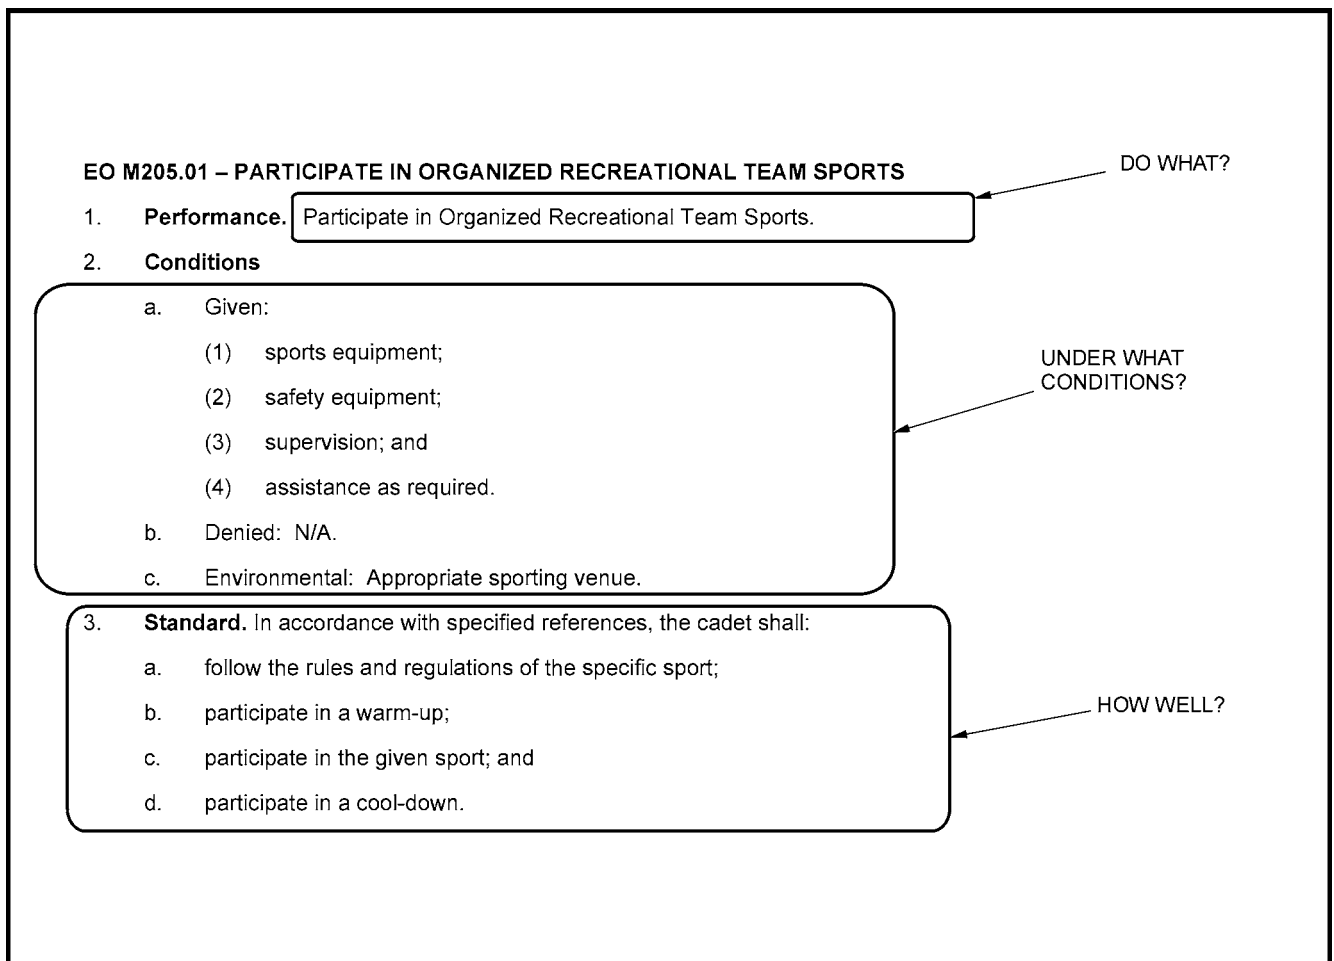 EO M205.01 – PARTICIPATE IN ORGANIZED RECREATIONAL TEAM SPORTS
DO WHAT?
1. Performance. Participate in Organized Recreational Team Sports.
2. Conditions
a. Given:
(1) sports equipment;
(2) safety equipment;
(3) supervision; and
(4) assistance as required.
b. Denied: N/A.
c. Environmental: Appropriate sporting venue.
UNDER WHAT
CONDITIONS?
3. Standard. In accordance with specified references, the cadet shall:
a. follow the rules and regulations of the specific sport;
b. participate in a warm-up;
c. participate in the given sport; and
d. participate in a cool-down.
HOW WELL?